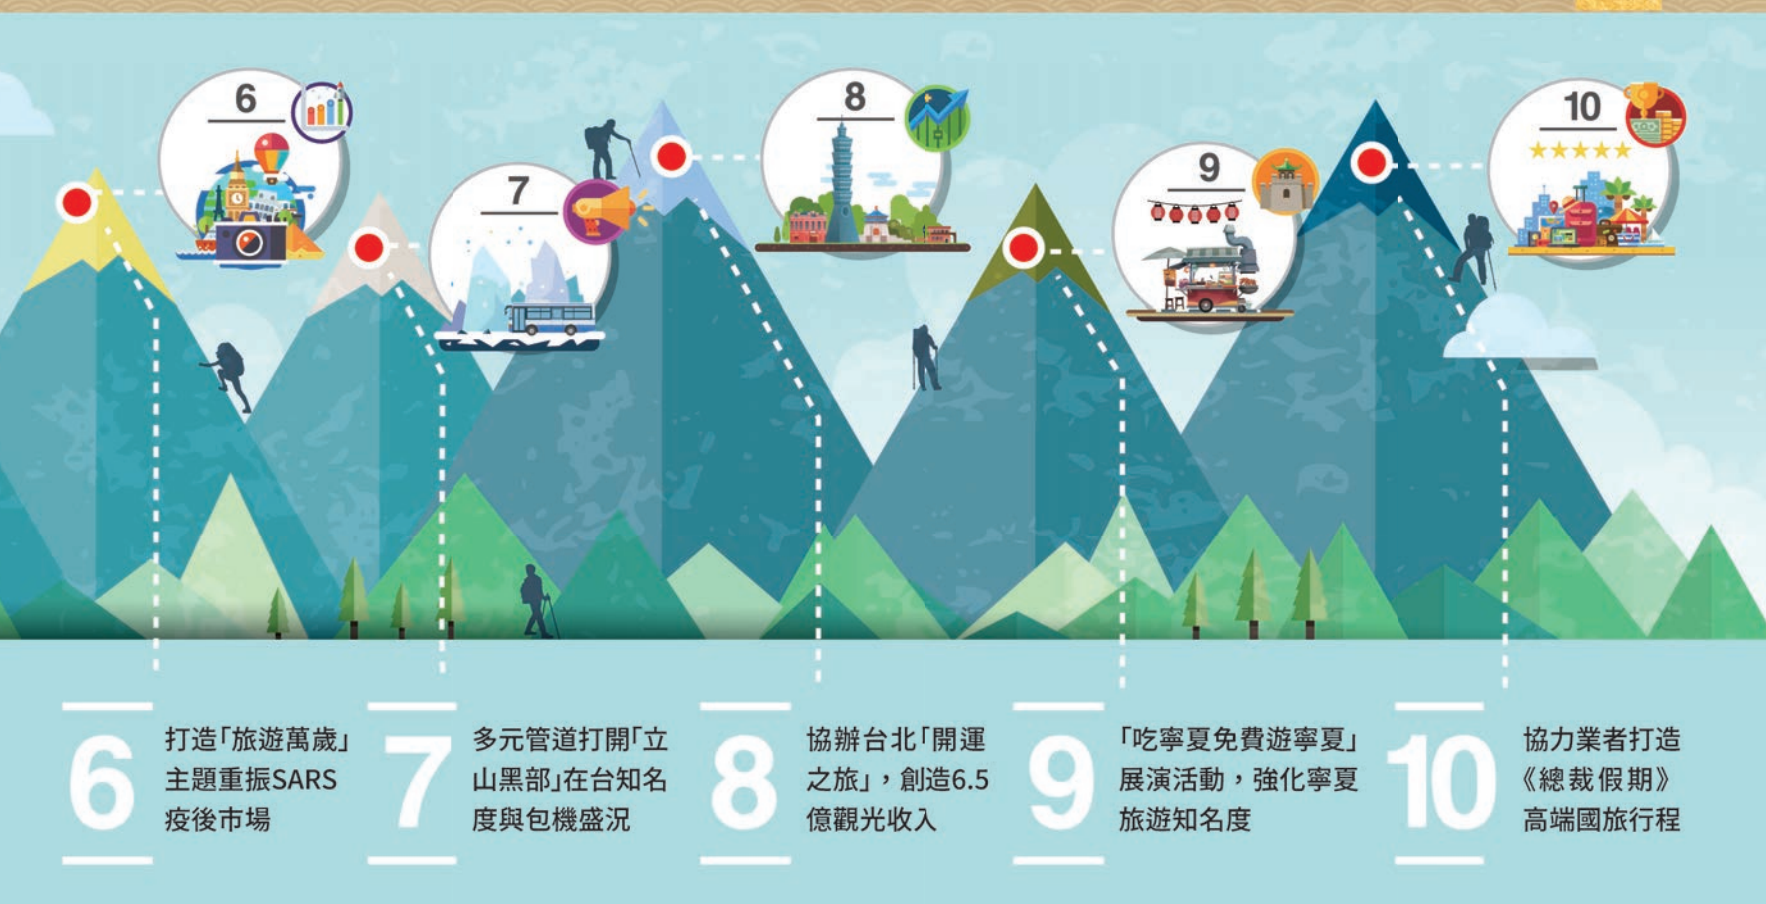 6
7
8
9
10
6
打造「旅遊萬歲」
主題重振SARS
疫後市場
7
多元管道打開「立
山黑部」在台知名
度與包機盛況
8
協辦台北「開運
之旅」，創造6.5
億觀光收入
9
「吃寧夏免費遊寧夏」
展演活動，強化寧夏
旅遊知名度
10
協力業者打造
《總裁假期》
高端國旅行程